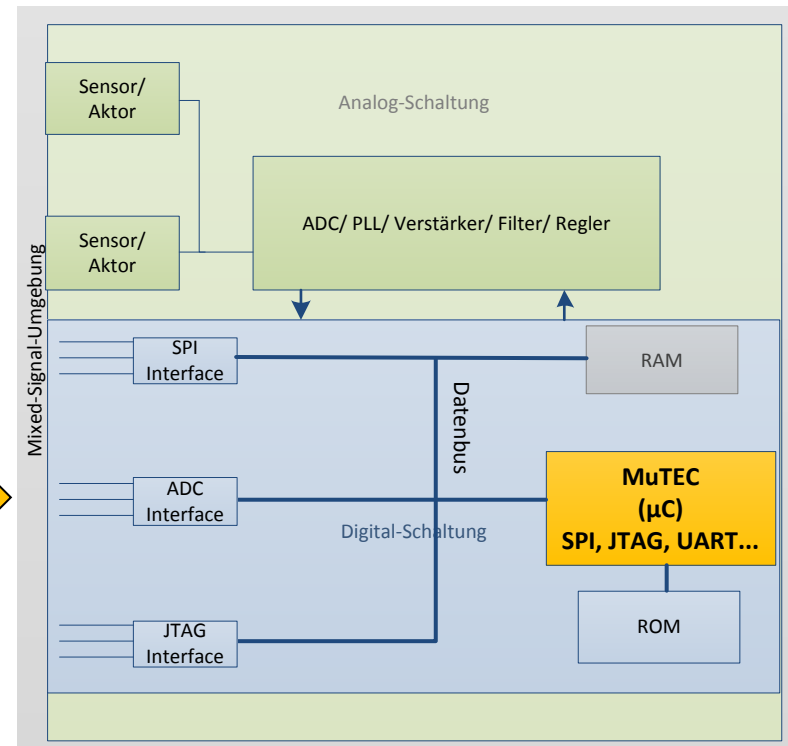 Sensor/
Aktor
Analog-Schaltung
ADC/ PLL/ Verstärker/ Filter/ Regler
Sensor/
Aktor
Mixed-Signal-Umgebung
SPI
Interface
RAM
Datenbus
MuTEC
(µC)
SPI, JTAG, UART...
ADC
Interface
Digital-Schaltung
ROM
JTAG
Interface